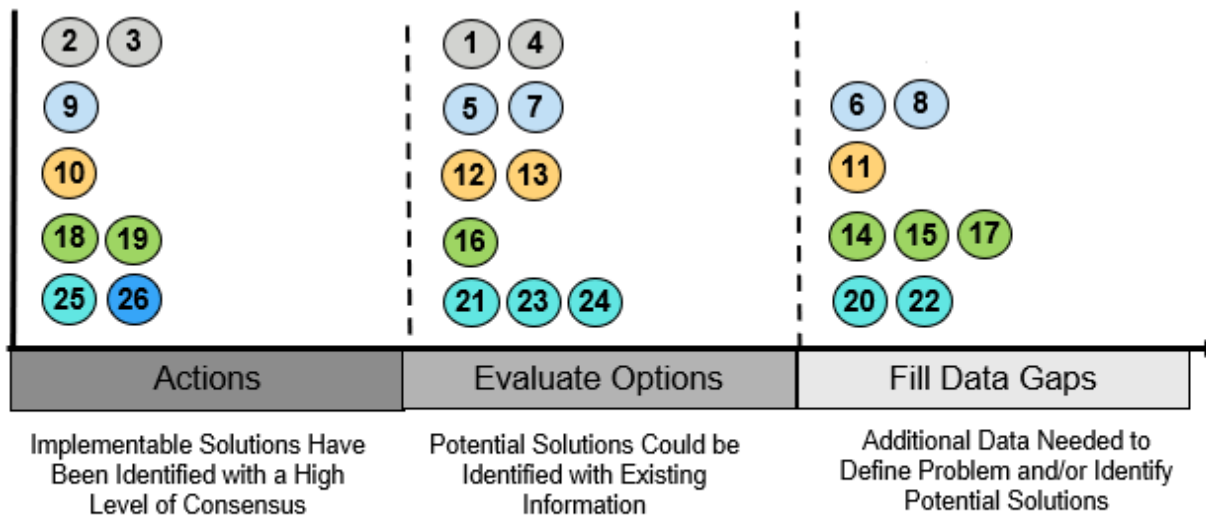 2 3 1 4
9 5 7 6 8
10 12 13 11
18 19 16 14 15 17
25 26 21 23 24 20 22
Actions Evaluate Options Fill Data Gaps
Implementable Solutions Have
Been Identified with a High
Level of Consensus
Potential Solutions Could be
Identified with Existing
Information
Additional Data Needed to
Define Problem and/or Identify
Potential Solutions